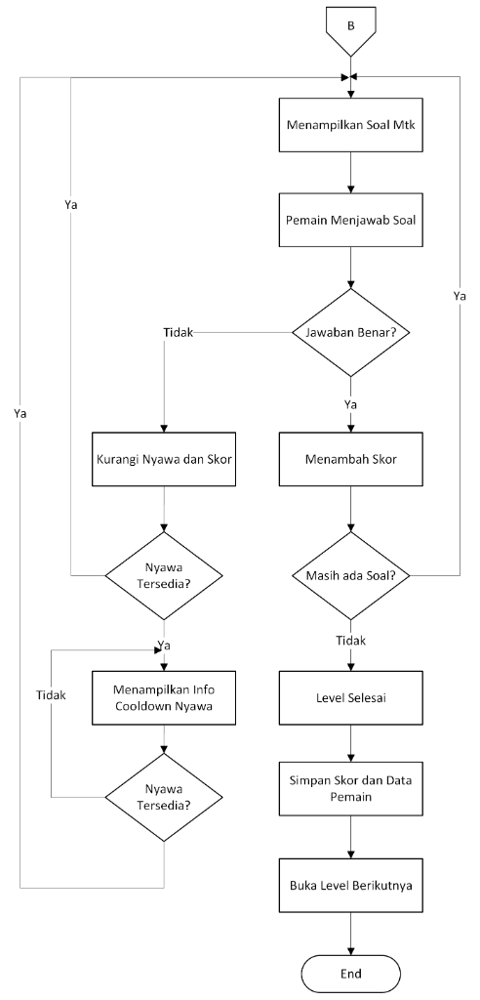 B
Menampilkan Soal Mtk
Pemain Menjawab Soal
Ya
Ya
Jawaban Benar?
Tidak
Ya
Ya
Kurangi Nyawa dan Skor
Menambah Skor
Nyawa
Tersedia?
Masih ada Soal?
Ya
Tidak
Tidak
Menampilkan Info
Cooldown Nyawa
Level Selesai
Nyawa
Tersedia?
Simpan Skor dan Data
Pemain
Buka Level Berikutnya
End